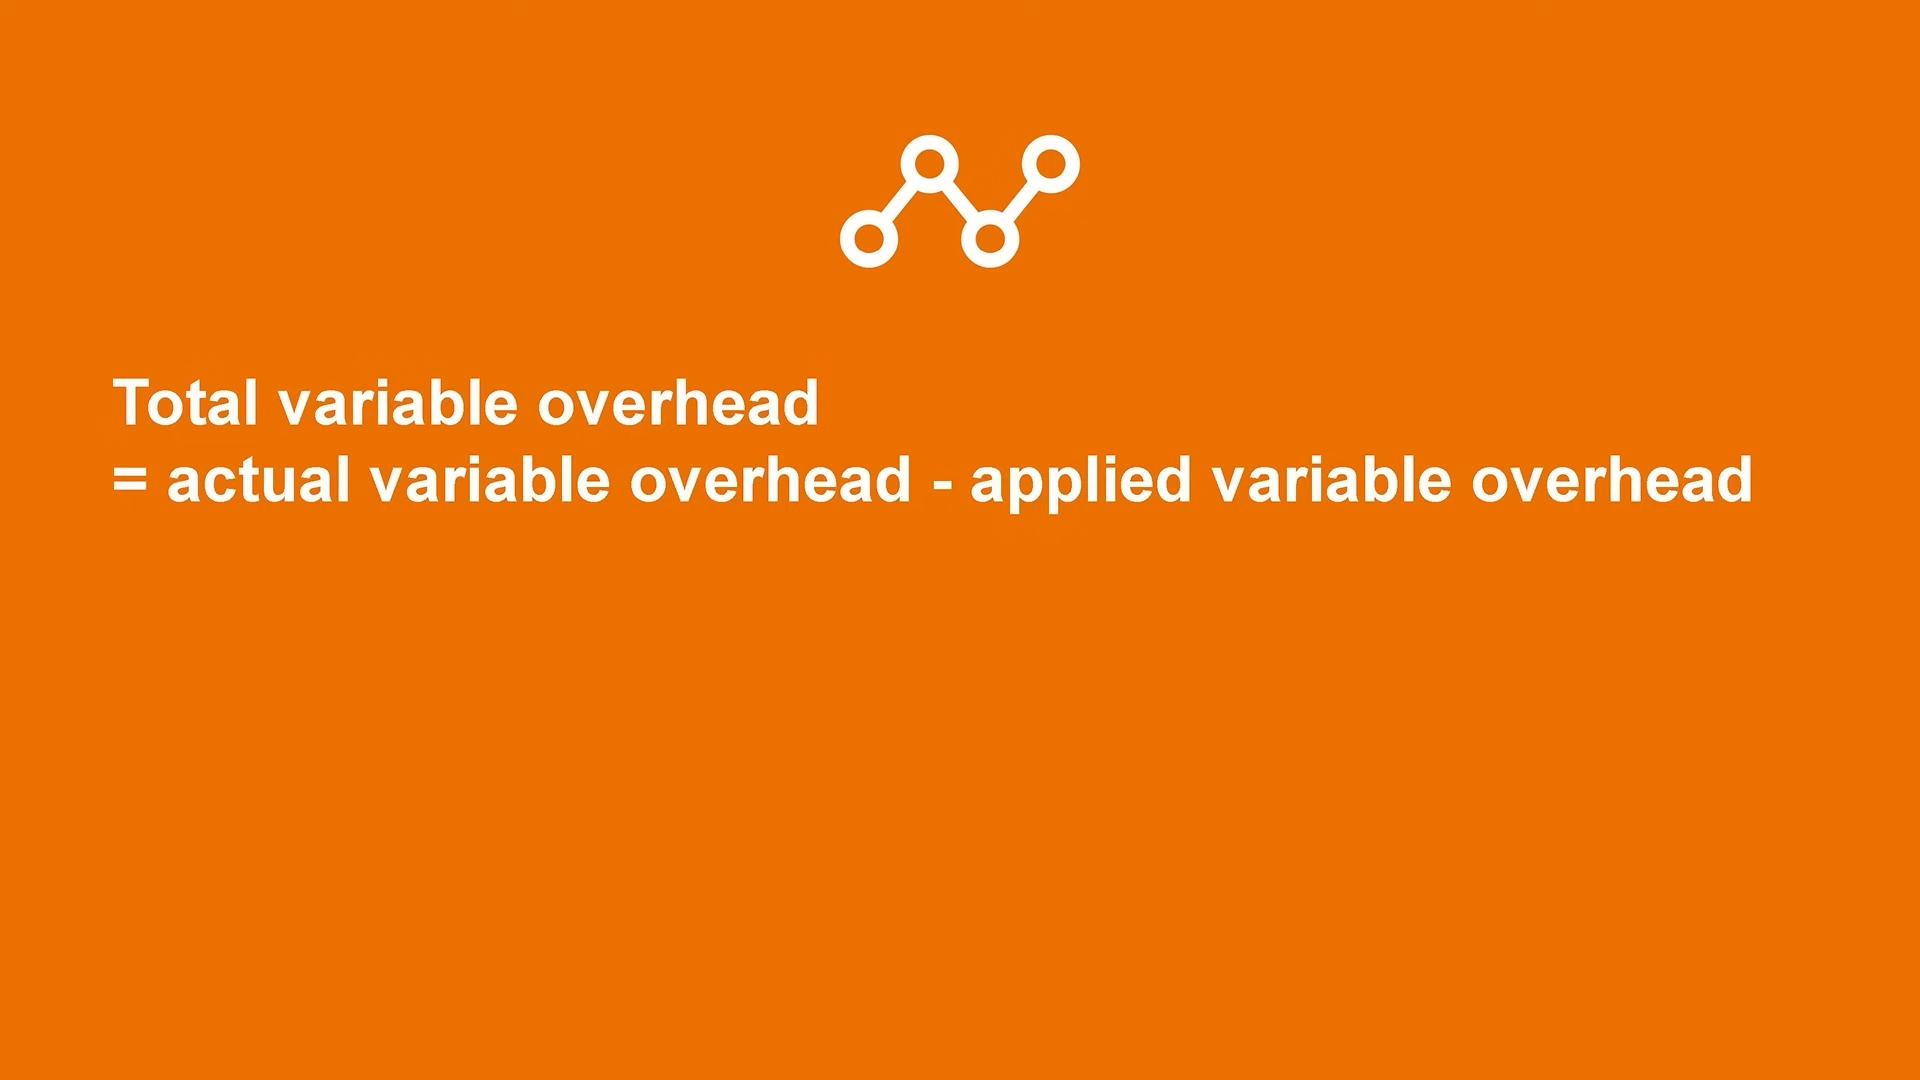 Total variable overhead
= actual variable overhead - applied variable overhead